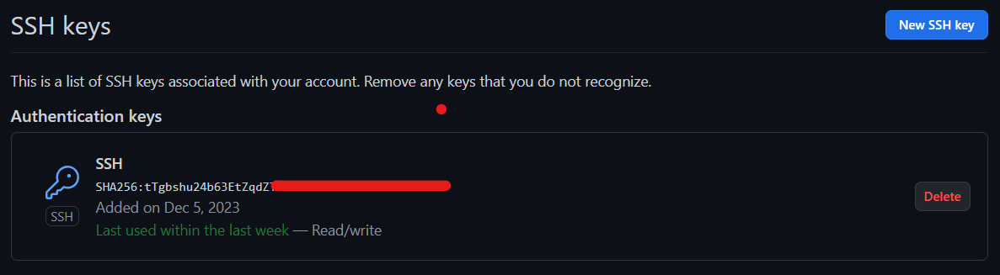 SSH keys
New SSH key
This is a list of SSH keys associated with your account. Remove any keys that you do not recognize.
Authentication keys
SSH
SHA256:tTgbshu24b63EtZqdZ
Added on Dec 5, 2023
SSH
Last used within the last week — Read/write
Delete